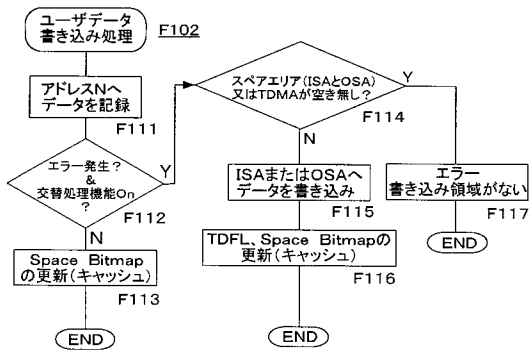 ユーザデータ
書き込み処理
F102
アドレスNへ
データを記録
F111
エラー発生？
＆
交替処理機能On
？
F112
Y
N
Space Bitmap
の更新(キャッシュ)
F113
END
スペアエリア(ISAとOSA)
又はTDMAが空き無し？
F114
Y
N
ISAまたはOSAへ
データを書き込み
F115
TDFL、Space Bitmapの
更新(キャッシュ)
F116
END
エラー
書き込み領域がない
F117
END